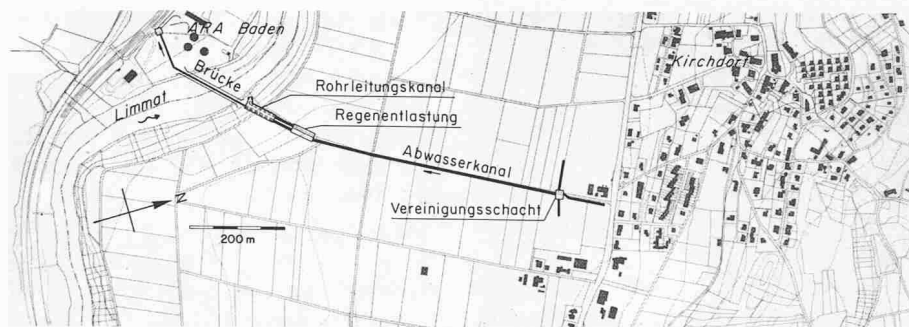 ARA Baden
Kirchdorf
Brücke
Rohrleitungskanal
Limmat
Regenentlastung
Abwasserkanal
N
Vereinigungsschacht
200 m